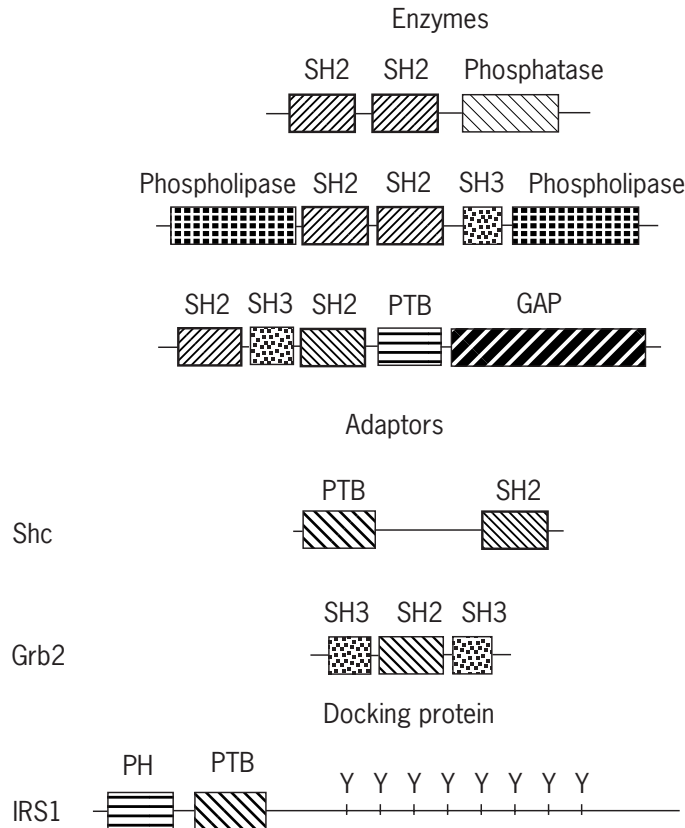 Enzymes
SH2 SH2 Phosphatase
Phospholipase SH2 SH2 SH3 Phospholipase
SH2 SH3 SH2 PTB GAP
Adaptors
PTB SH2
Shc
SH3 SH2 SH3
Grb2
Docking protein
PH PTB Y Y Y Y Y Y Y Y
IRS1